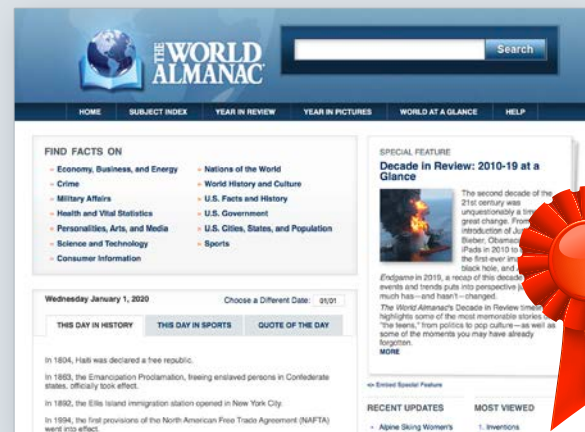 THE WORLD
ALMANAC
Search
HOME SUBJECT INDEX YEAR IN REVIEW YEAR IN PICTURES WORLD AT A GLANCE HELP
FIND FACTS ON
Economy, Business, and Energy
Crime
Military Affairs
Health and Vital Statistics
Personalities, Arts, and Media
Science and Technology
Consumer Information
Nations of the World
World History and Culture
U.S. Facts and History
U.S. Government
U.S. Cities, States, and Population
Sports
SPECIAL FEATURE
Decade in Review: 2010-19 at a
Glance
The second decade of the
21st century was
unquestionably a
great change. From
introduction of
Bieber, Obamac
iPads in 2010 to
the first-ever
black hole, and
Endgame in 2019, a recap of this decade
events and trends puts into perspective
much has—and hasn't—changed.
The World Almanac's Decade in Review
highlights some of the most memorable stories
"the teens," from politics to pop culture—as well as
some of the moments you may have already
forgotten.
MORE
<> Embed Special Feature
Wednesday January 1, 2020 Choose a Different Date: 01/01
THIS DAY IN HISTORY THIS DAY IN SPORTS QUOTE OF THE DAY
In 1804, Haiti was declared a free republic.
In 1863, the Emancipation Proclamation, freeing enslaved persons in Confederate
states, officially took effect.
In 1892, the Ellis Island immigration station opened in New York City.
In 1994, the first provisions of the North American Free Trade Agreement (NAFTA)
went into effect.
RECENT UPDATES
Alpine Skiing Women's
MOST VIEWED
1. Inventions